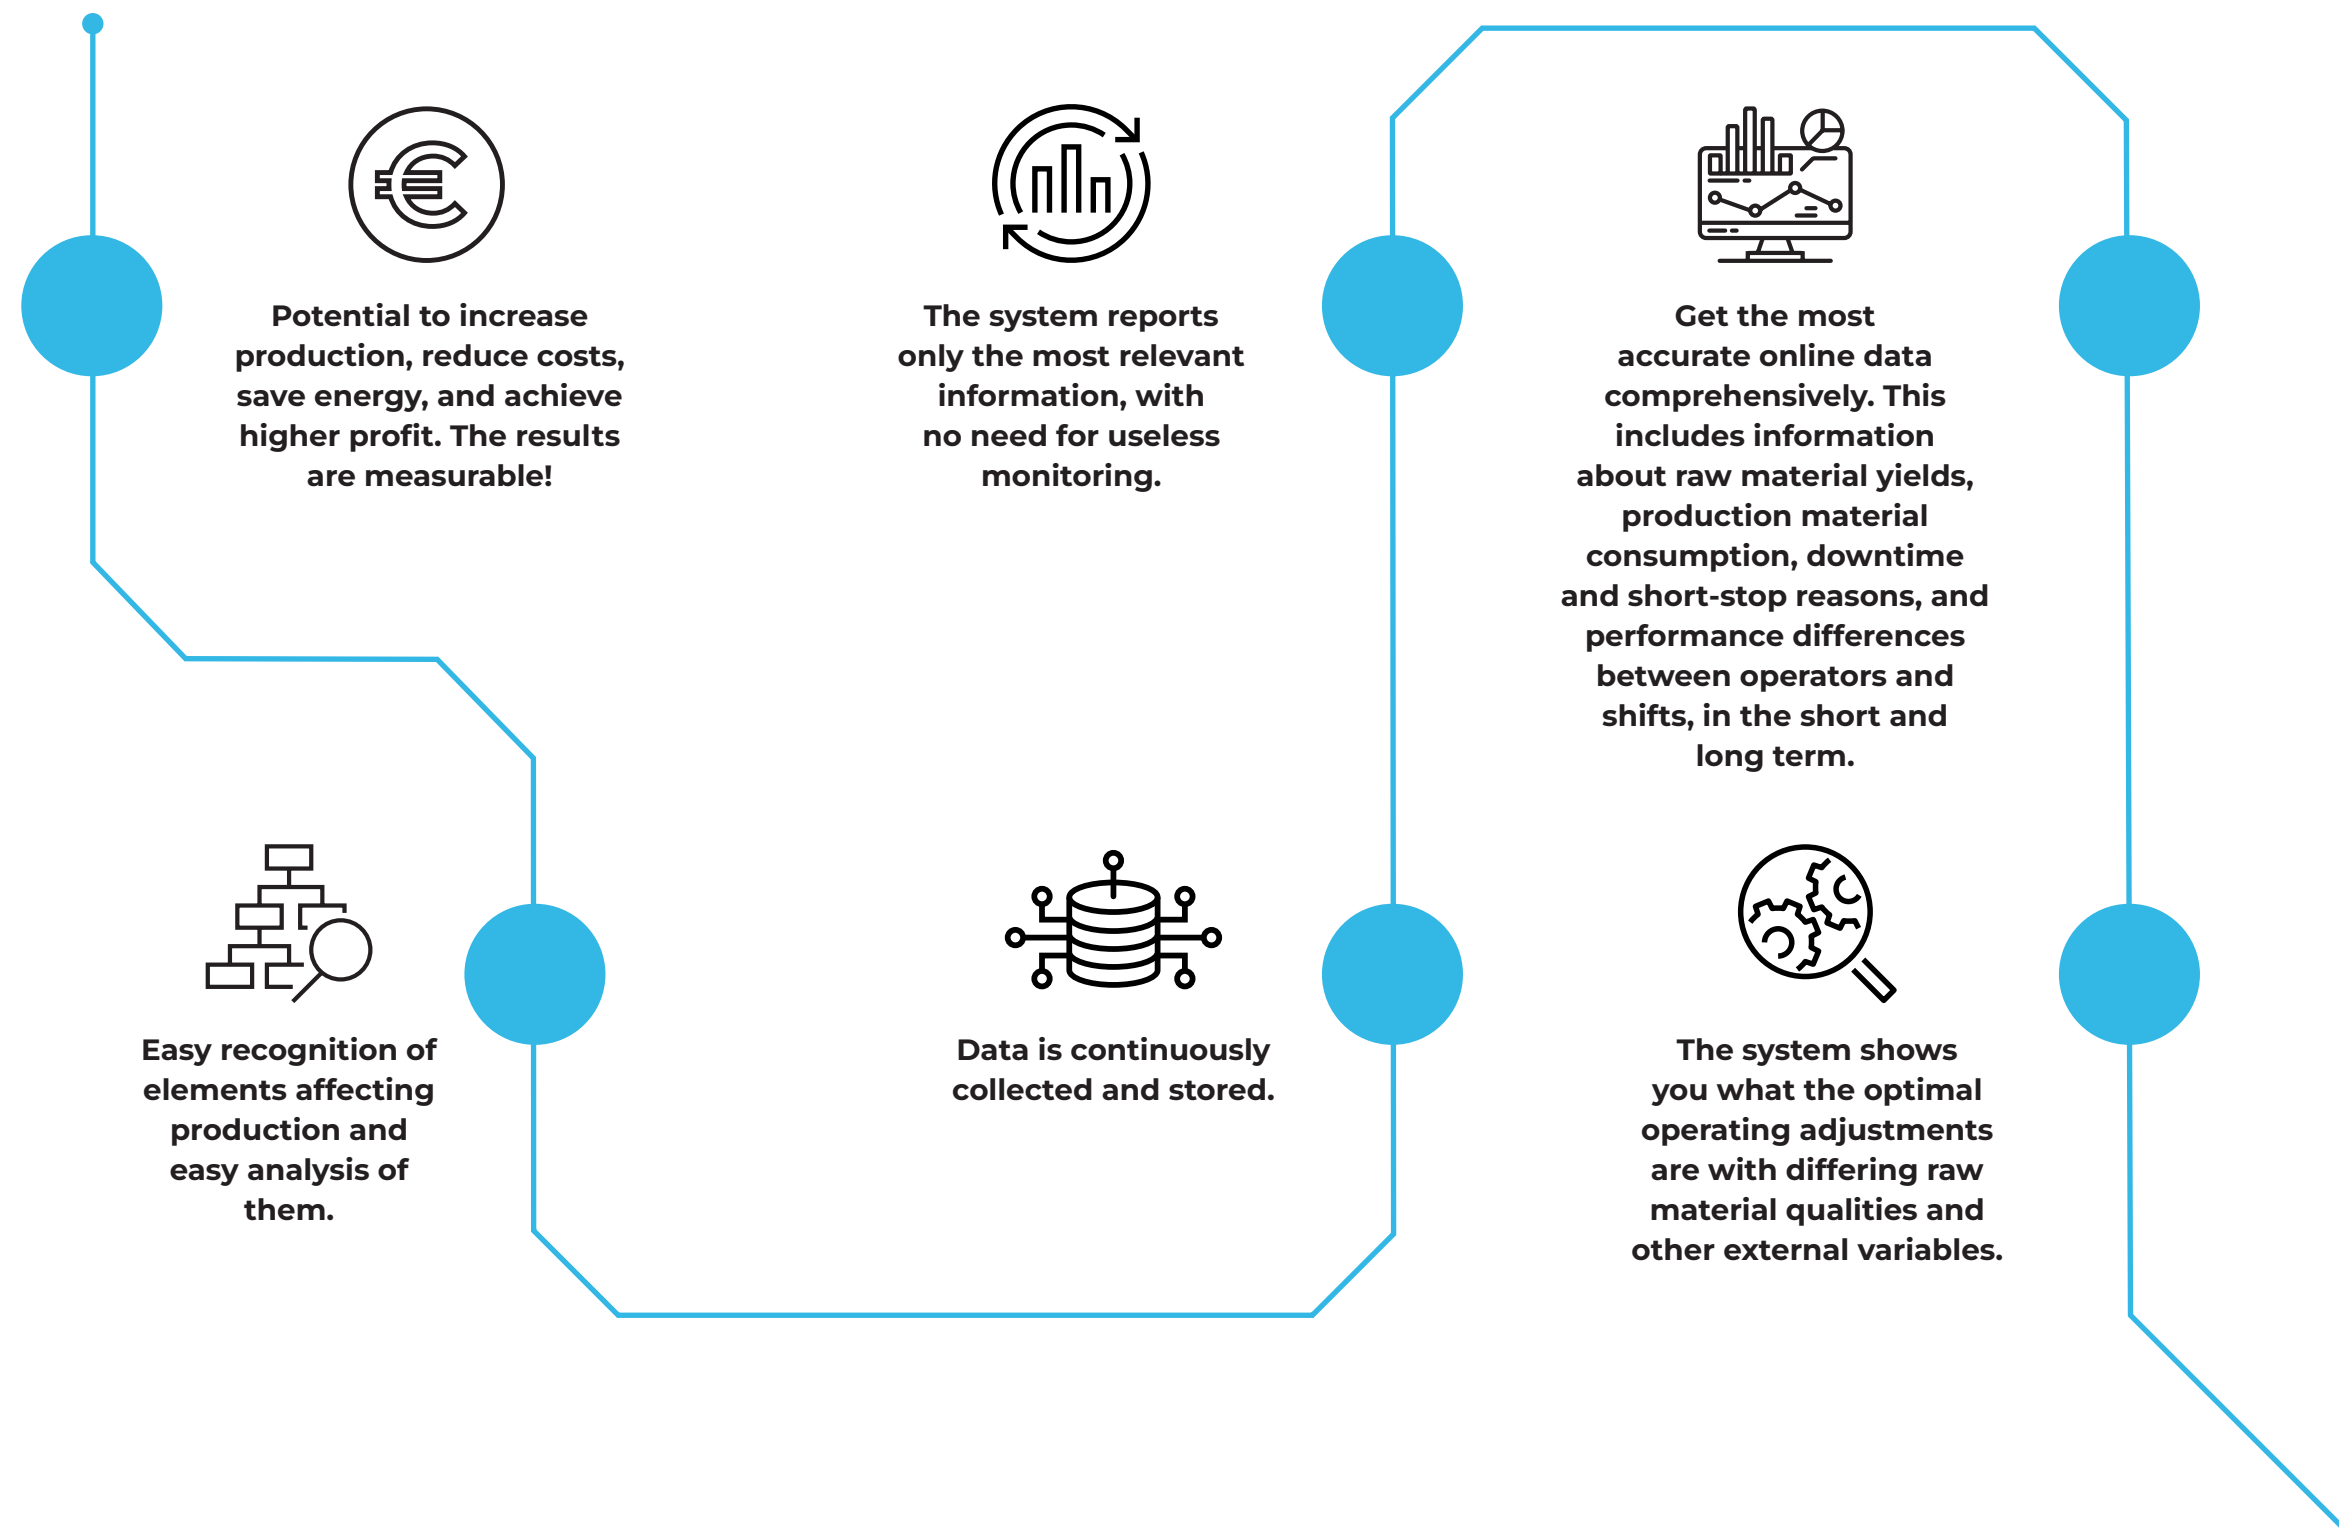 Potential to increase
production, reduce costs,
save energy, and achieve
higher profit. The results
are measurable!
Easy recognition of
elements affecting
production and
easy analysis of
them.
Data is continuously
collected and stored.
The system reports
only the most relevant
information, with
no need for useless
monitoring.
Get the most
accurate online data
comprehensively. This
includes information
about raw material yields,
production material
consumption, downtime
and short-stop reasons, and
performance differences
between operators and
shifts, in the short and
long term.
The system shows
you what the optimal
operating adjustments
are with differing raw
material qualities and
other external variables.